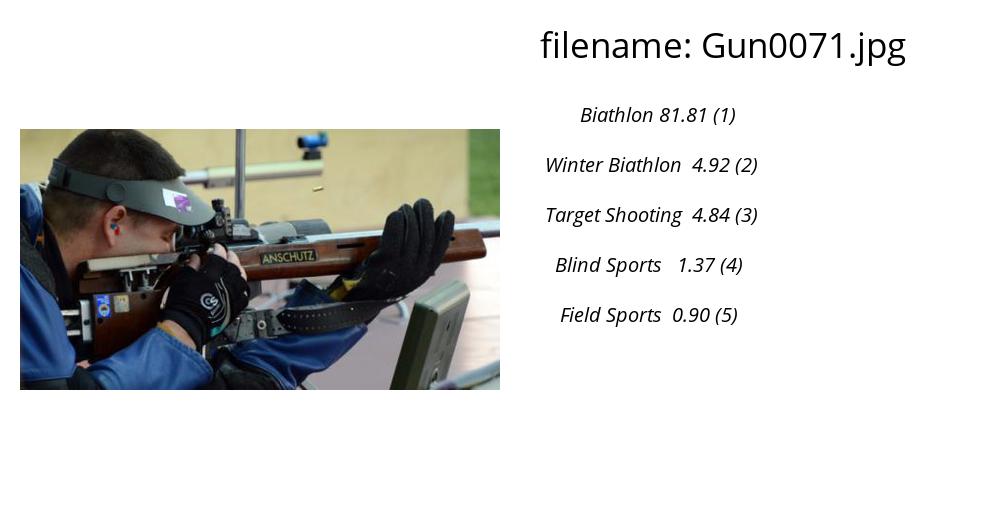 filename: Gun0071.jpg
Biathlon 81.81 (1)
Winter Biathlon 4.92 (2)
Target Shooting 4.84 (3)
Blind Sports 1.37 (4)
Field Sports 0.90 (5)
ANSCHUTZ